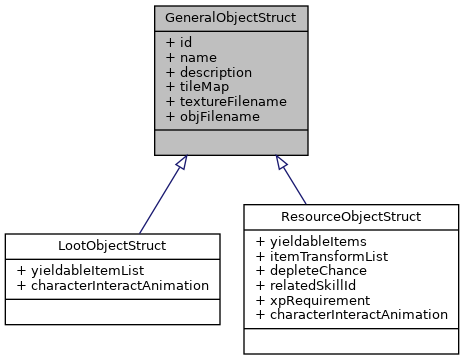 GeneralObjectStruct
+ id
+ name
+ description
+ tileMap
+ textureFilename
+ objFilename
LootObjectStruct
+ yieldableItemList
+ characterInteractAnimation
ResourceObjectStruct
+ yieldableItems
+ itemTransformList
+ depleteChance
+ relatedSkillId
+ xpRequirement
+ characterInteractAnimation